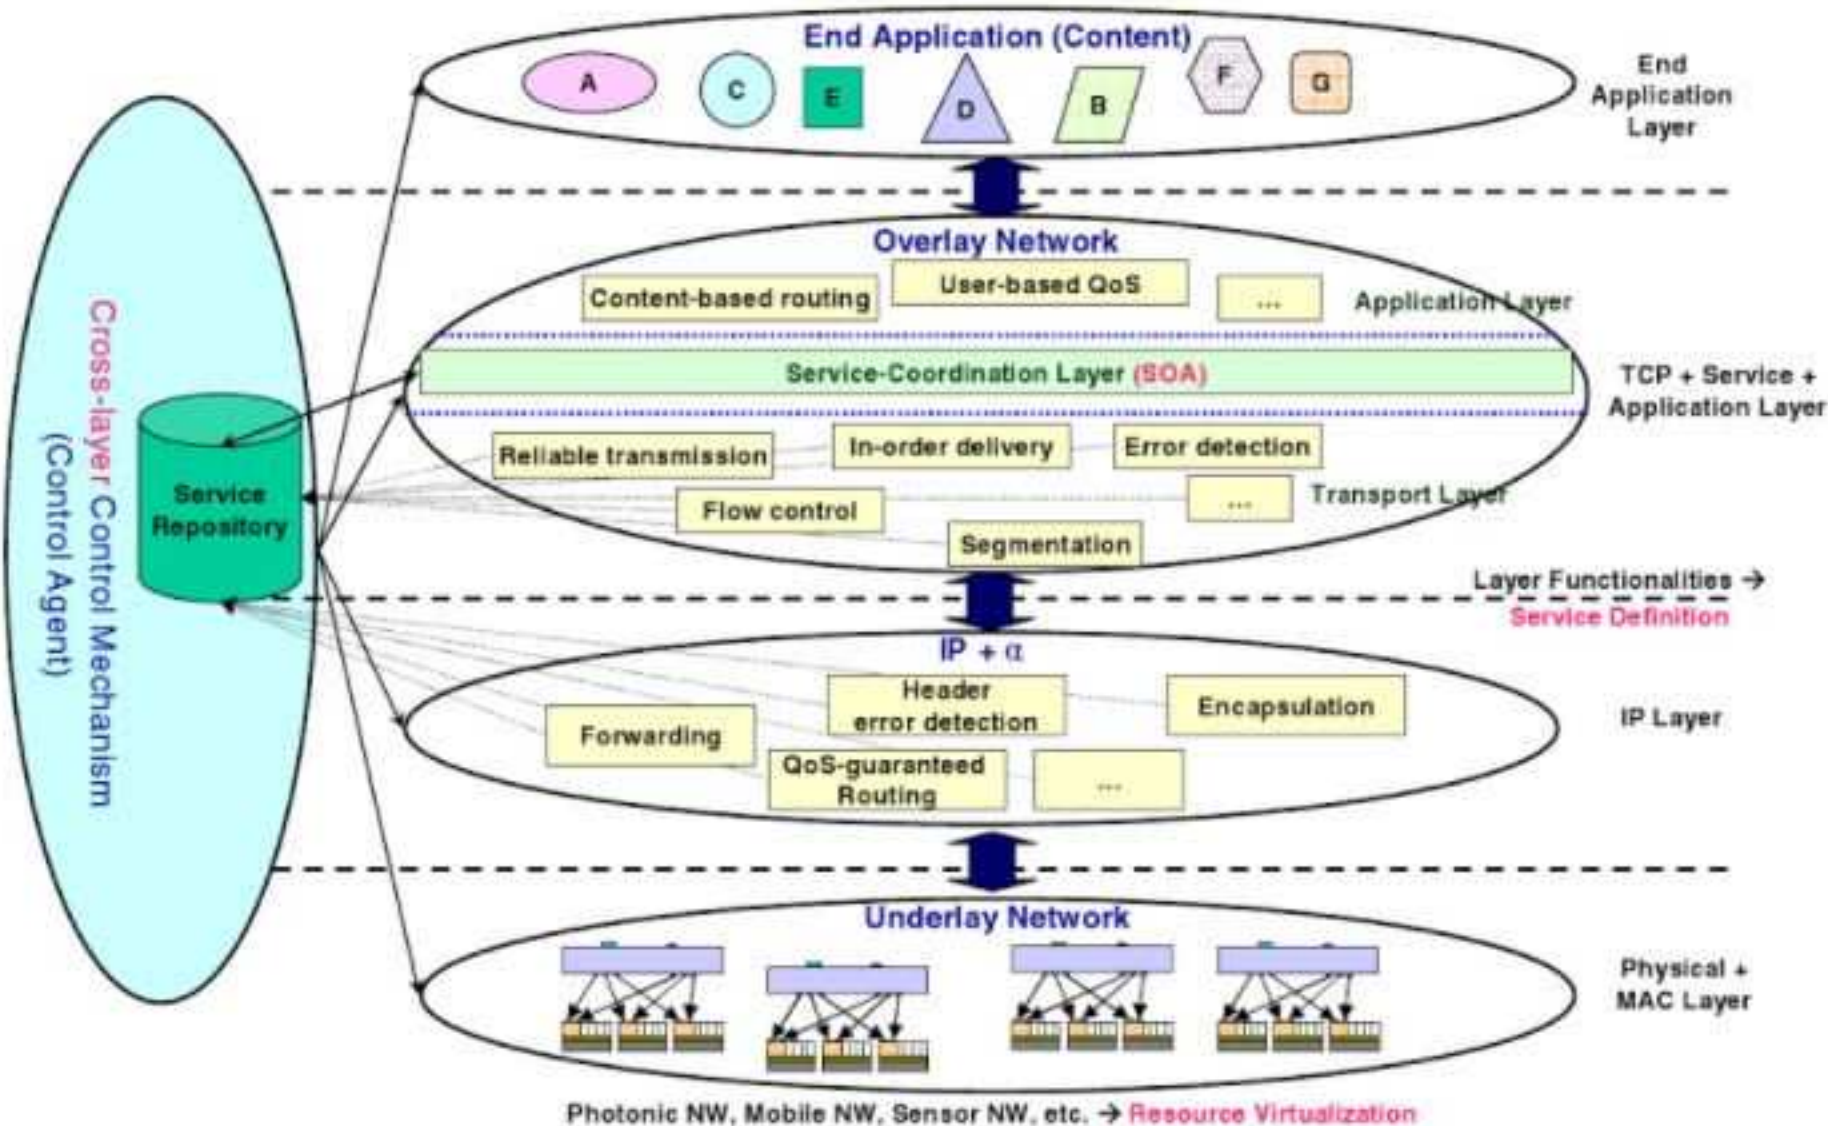 End Application (Content)
A
C
E
D
B
F
G
End
Application
Layer
Cross-layer Control Mechanism
(Control Agent)
Service
Repository
Overlay Network
Content-based routing
User-based QoS
...
Application Layer
Service-Coordination Layer (SOA)
TCP + Service +
Application Layer
Reliable transmission
In-order delivery
Error detection
Flow control
...
Transport Layer
Segmentation
Layer Functionalities →
Service Definition
IP + α
Header
error detection
Encapsulation
Forwarding
QoS-guaranteed
Routing
...
IP Layer
Underlay Network
Physical +
MAC Layer
Photonic NW, Mobile NW, Sensor NW, etc. → Resource Virtualization